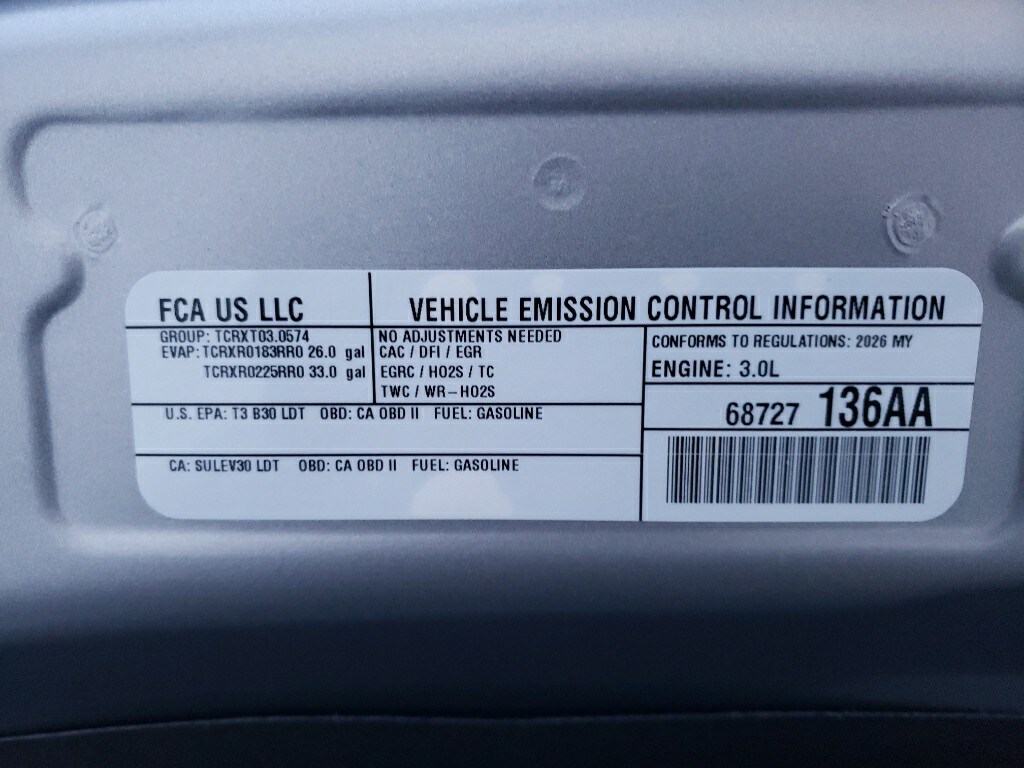 FCA US LLC
VEHICLE EMISSION CONTROL INFORMATION
GROUP: TCRXT03.0574
EVAP: TCRXR0183RR0 26.0 gal
TCRXR0225RR0 33.0 gal
NO ADJUSTMENTS NEEDED
CAC / DFI / EGR
EGRC / HO2S / TC
TWC / WR-HO2S
CONFORMS TO REGULATIONS: 2026 MY
ENGINE: 3.0L
68727 136AA
U.S. EPA: T3 B30 LDT OBD: CA OBD II FUEL: GASOLINE
CA: SULEV30 LDT OBD: CA OBD II FUEL: GASOLINE